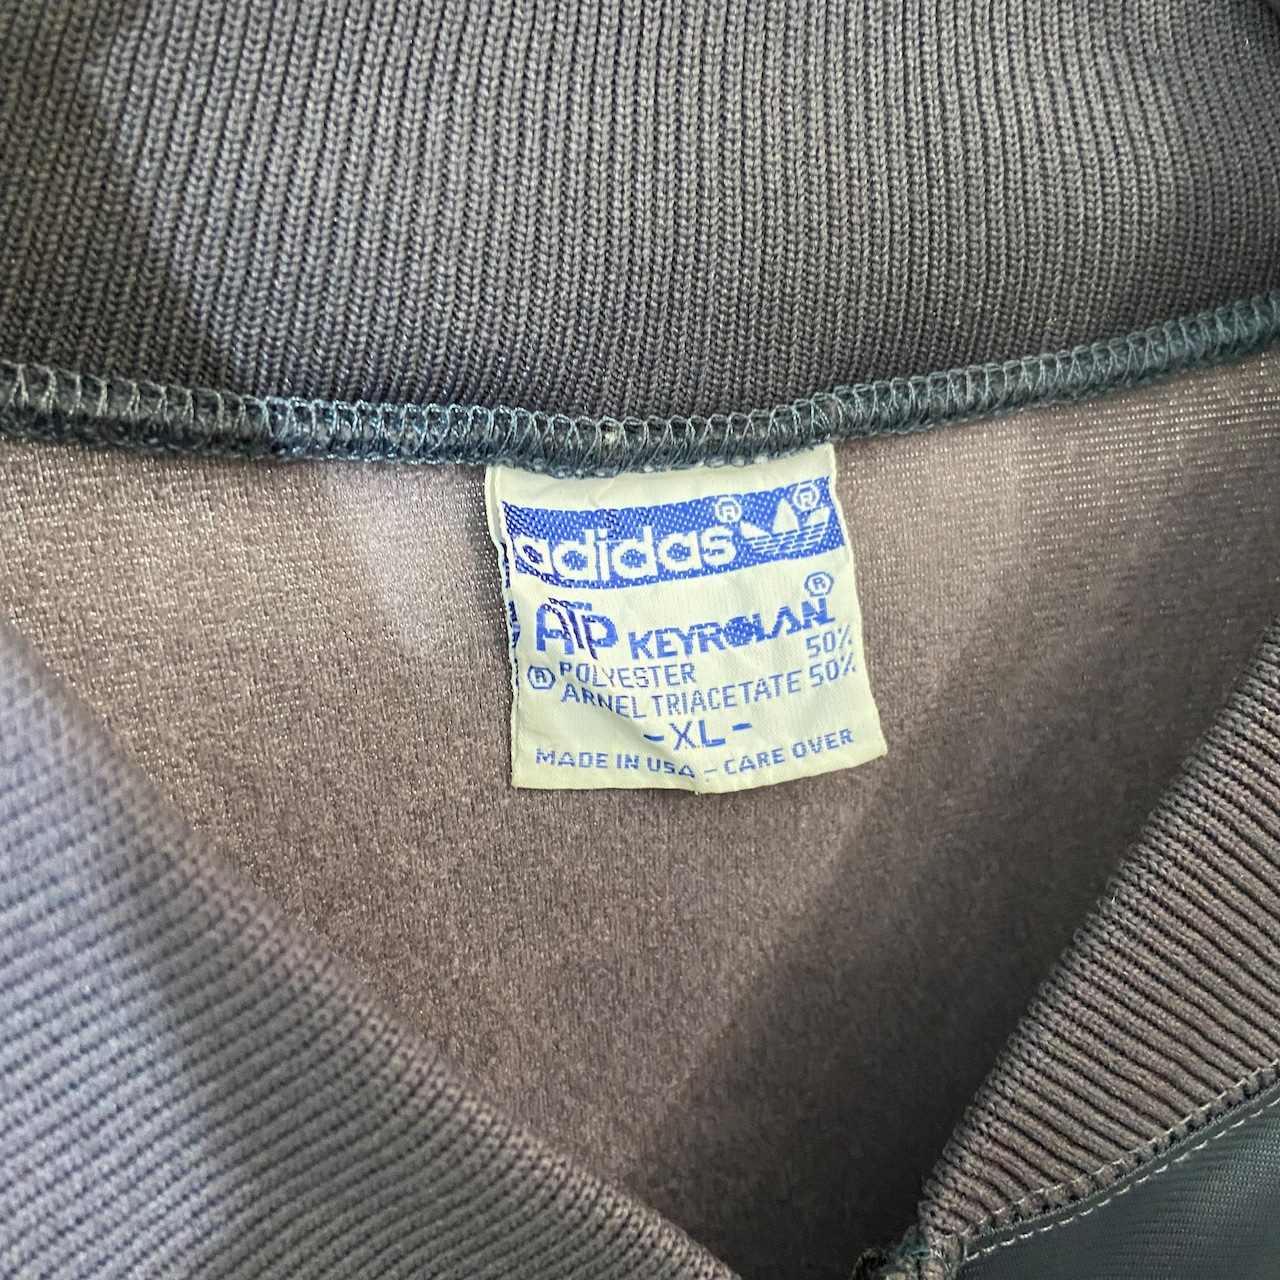 adidas® ®
ATP KEYROLAN®
POLYESTER 50%
® ARNEL TRIACETATE 50%
-XL-
MADE IN USA - CARE OVER